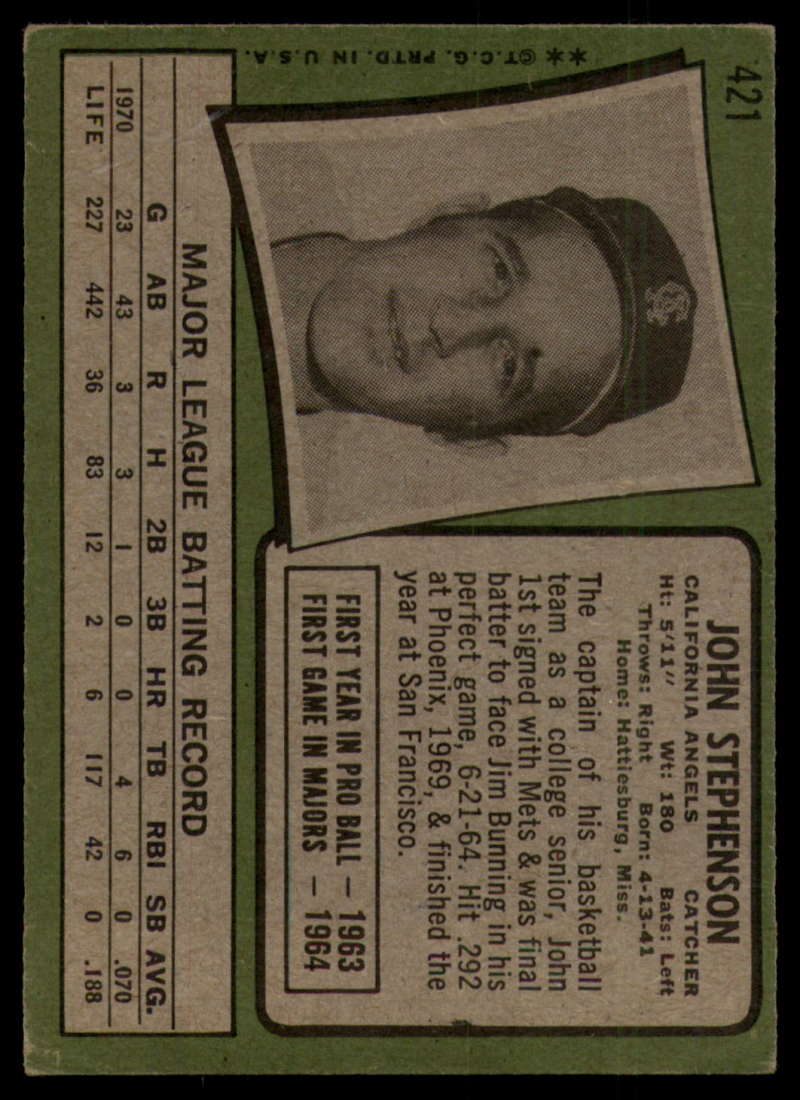 421
JOHN STEPHENSON
CALIFORNIA ANGELS CATCHER
Ht: 5'11" Wt: 180 Bats: Left
Throws: Right Born: 4-13-41
Home: Hattiesburg, Miss.
The captain of his basketball
team as a college senior, John
1st signed with Mets & was final
batter to face Jim Bunning in his
perfect game, 6-21-64. Hit .292
at Phoenix, 1969, & finished the
year at San Francisco.
FIRST YEAR IN PRO BALL — 1963
FIRST GAME IN MAJORS — 1964
MAJOR LEAGUE BATTING RECORD
G AB R H 2B 3B HR TB RBI SB AVG.
1970 23 43 3 3 1 0 0 4 6 0 .070
LIFE 227 442 36 83 12 2 6 117 42 0 .188
**©T.C.G. PRTD. IN U.S.A.